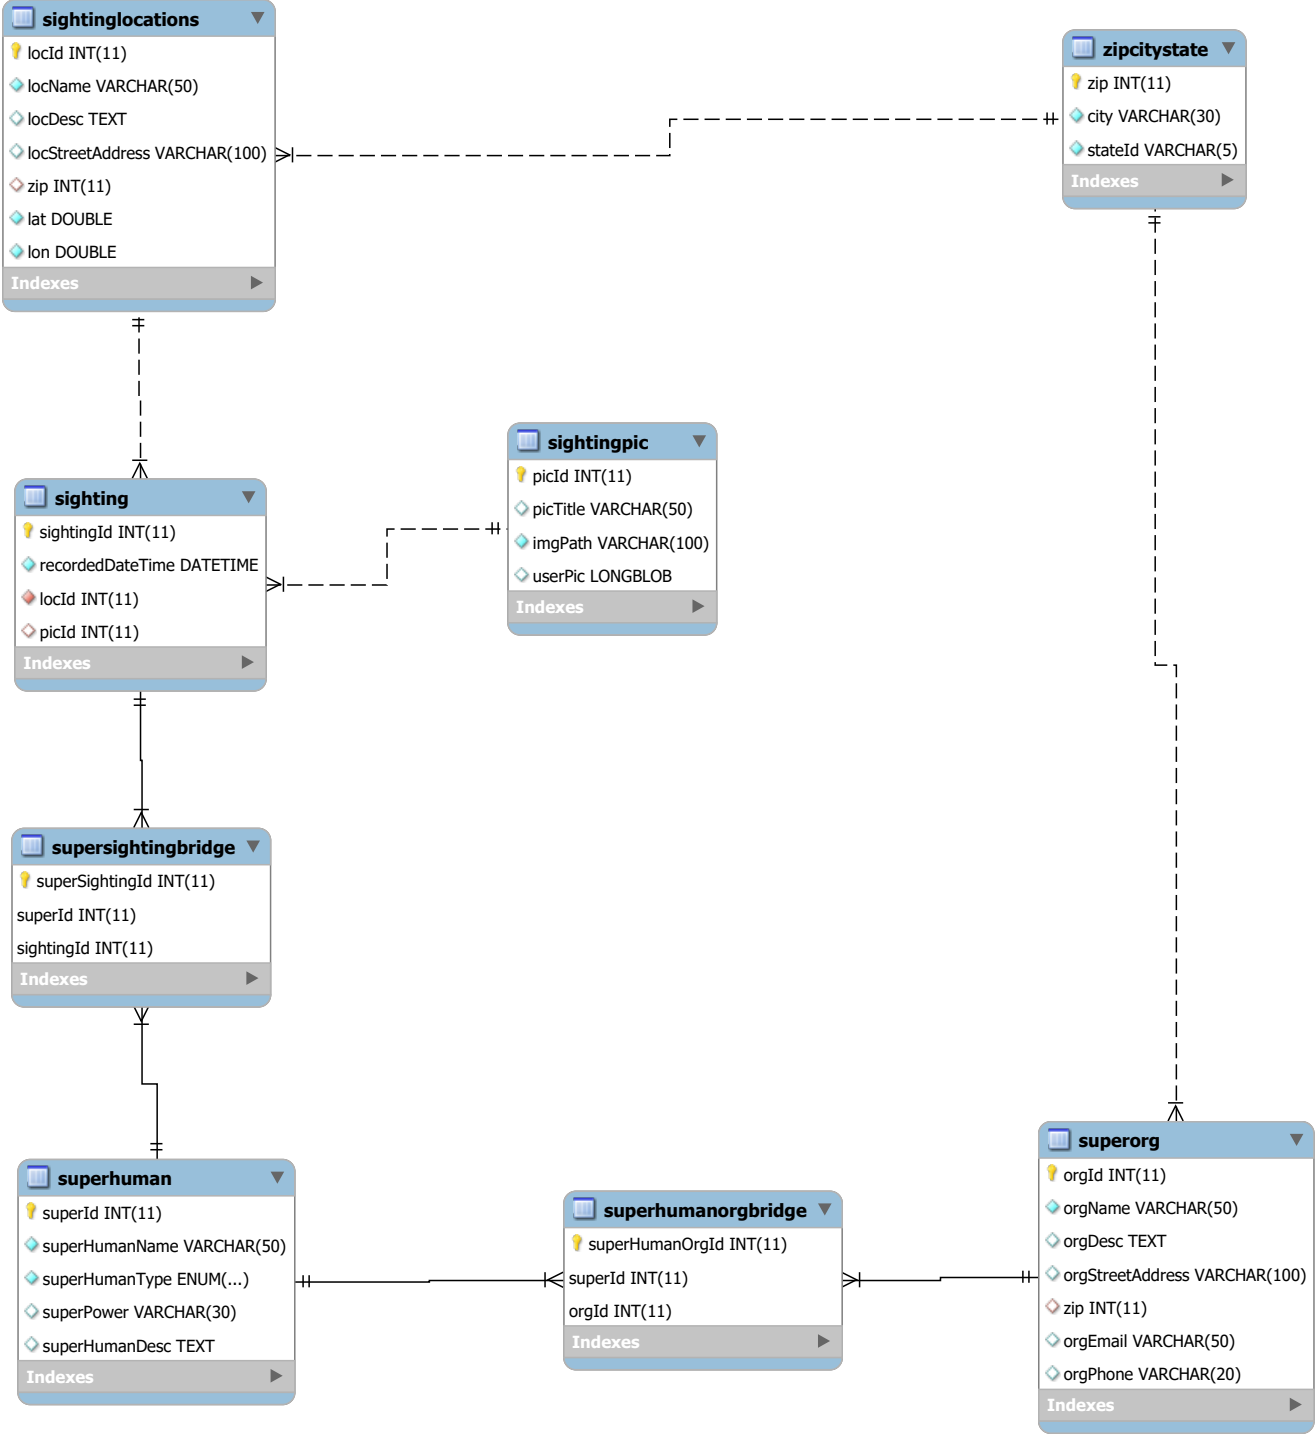 sightinglocations
locId INT(11)
locName VARCHAR(50)
locDesc TEXT
locStreetAddress VARCHAR(100)
zip INT(11)
lat DOUBLE
lon DOUBLE
Indexes
zipcitystate
zip INT(11)
city VARCHAR(30)
stateId VARCHAR(5)
Indexes
sightingpic
picId INT(11)
picTitle VARCHAR(50)
imgPath VARCHAR(100)
userPic LONGBLOB
Indexes
sighting
sightingId INT(11)
recordedDateTime DATETIME
locId INT(11)
picId INT(11)
Indexes
supersightingbridge
superSightingId INT(11)
superId INT(11)
sightingId INT(11)
Indexes
superhuman
superId INT(11)
superHumanName VARCHAR(50)
superHumanType ENUM(...)
superPower VARCHAR(30)
superHumanDesc TEXT
Indexes
superhumanorgbridge
superHumanOrgId INT(11)
superId INT(11)
orgId INT(11)
Indexes
superorg
orgId INT(11)
orgName VARCHAR(50)
orgDesc TEXT
orgStreetAddress VARCHAR(100)
zip INT(11)
orgEmail VARCHAR(50)
orgPhone VARCHAR(20)
Indexes